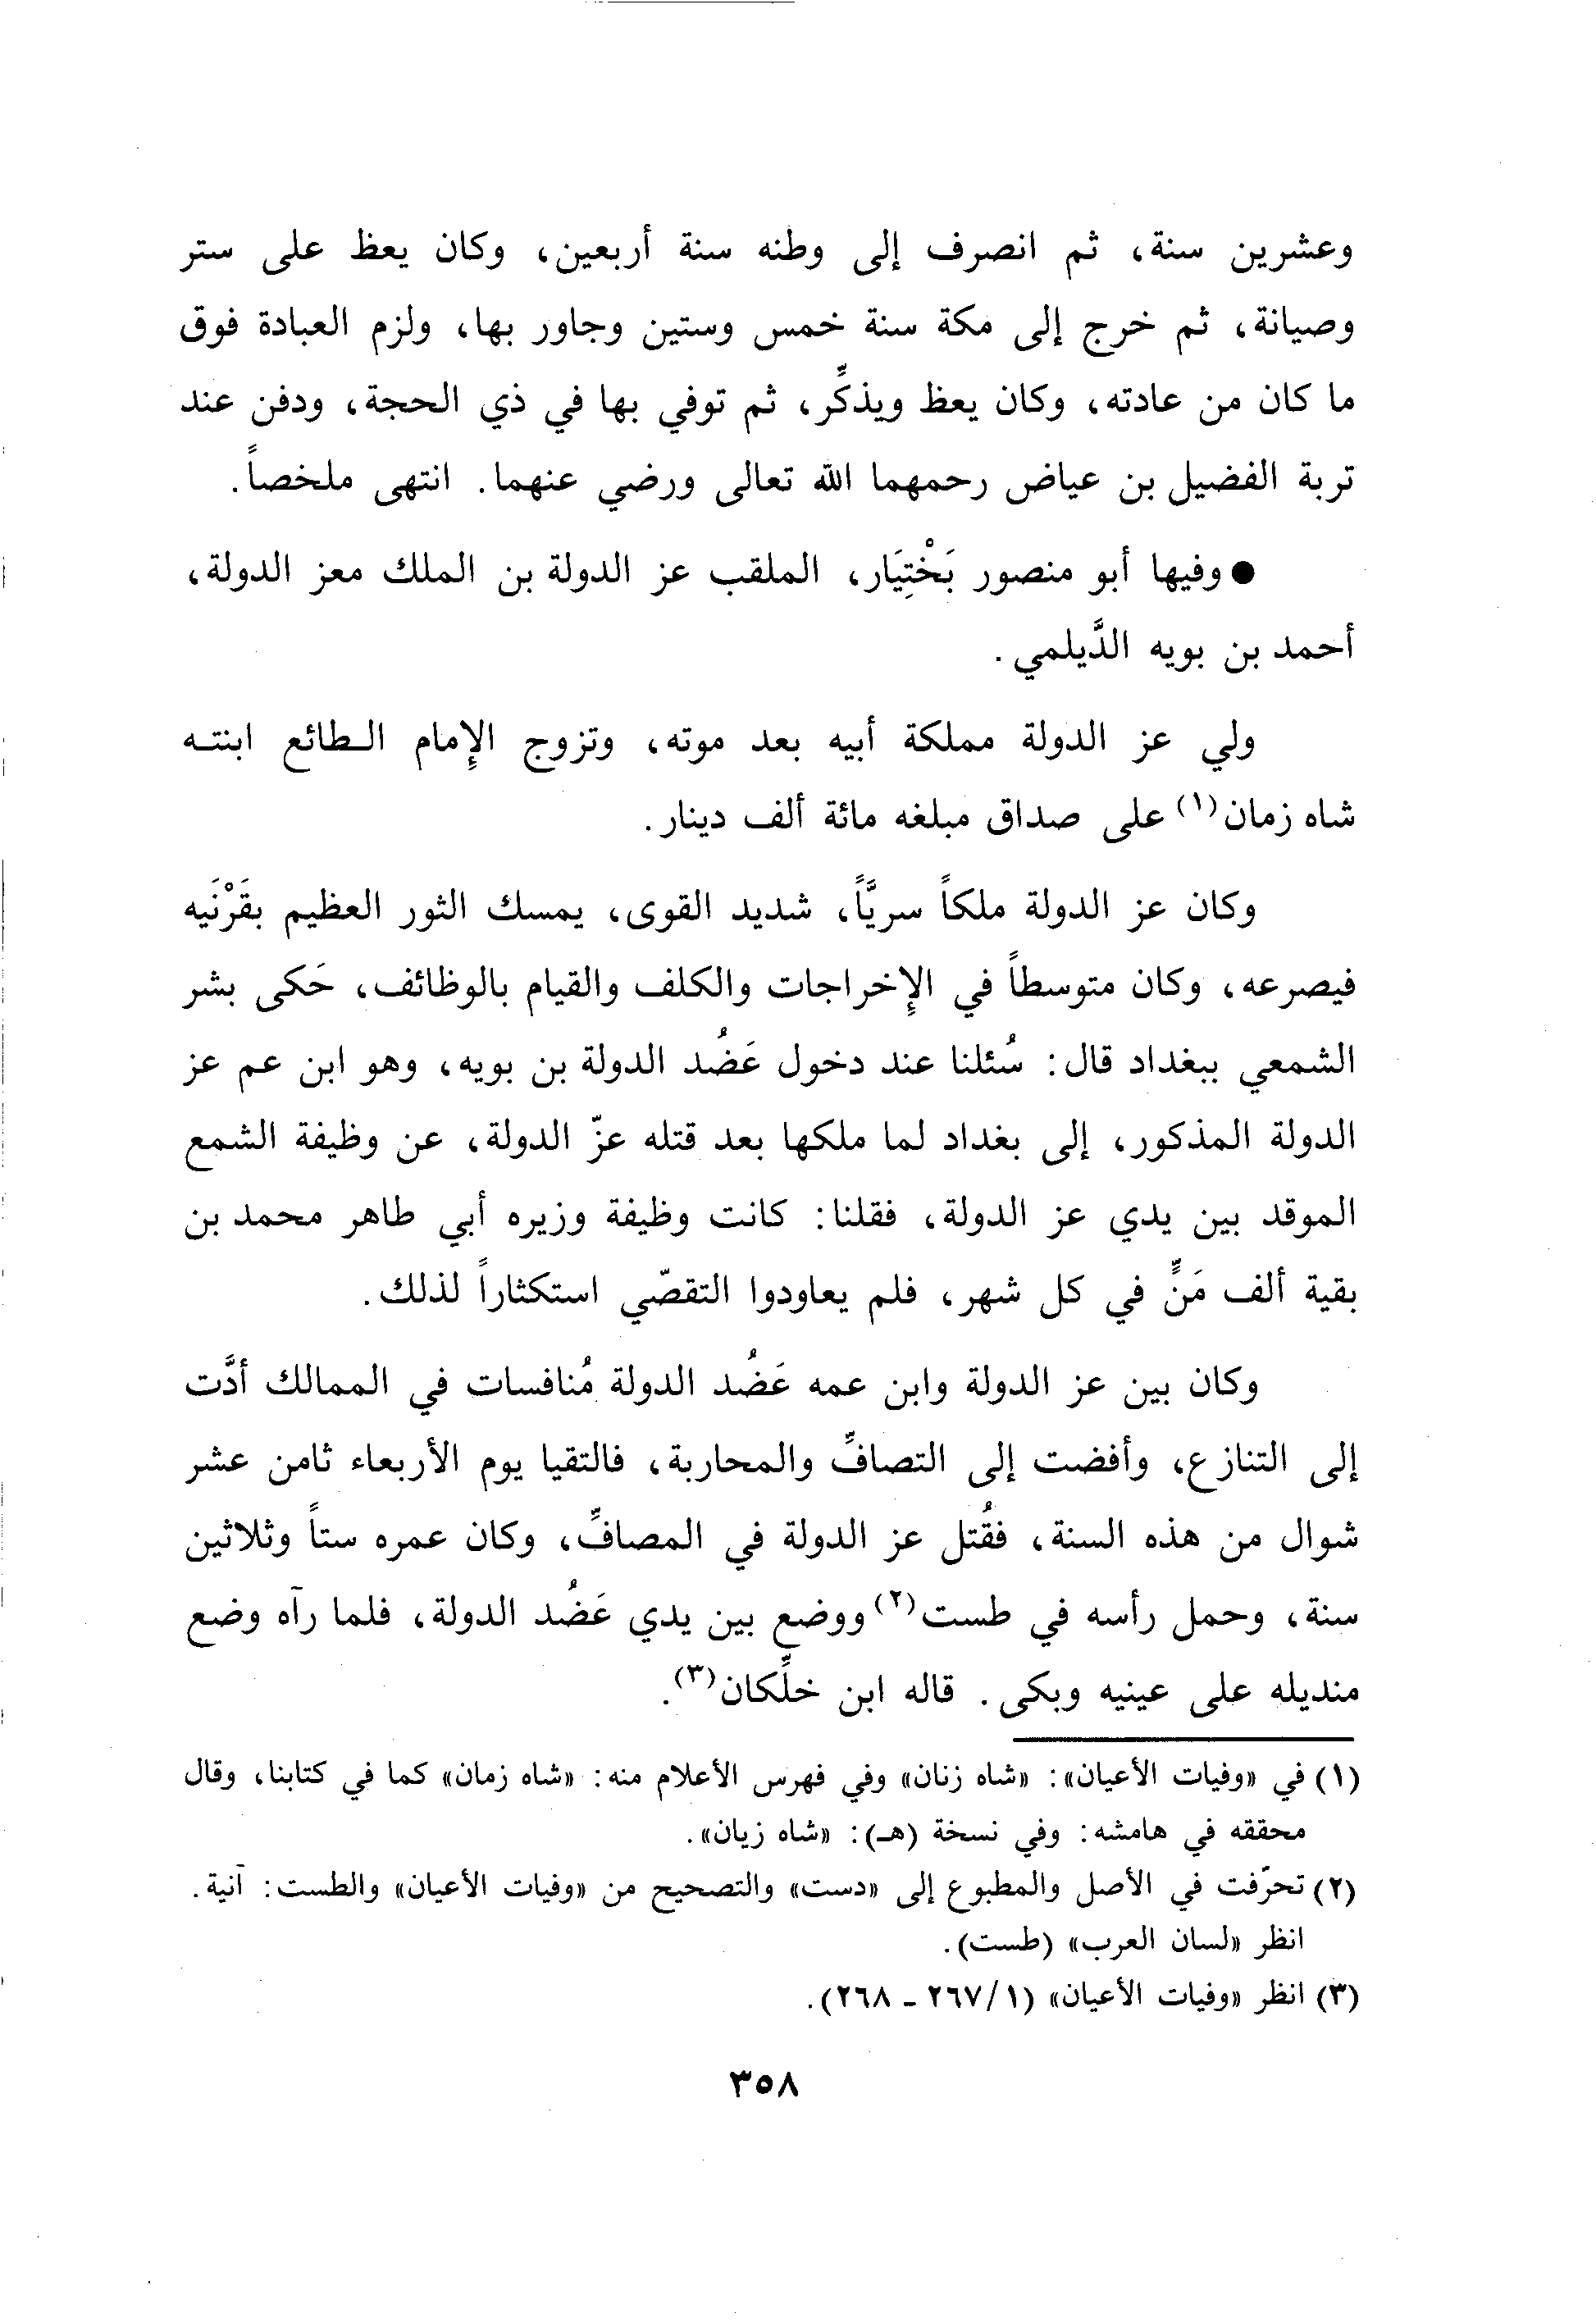 وعشرين سنة، ثم انصرف إلى وطنه سنة أربعين، وكان يعظ على ستر
وصيانة، ثم خرج إلى مكة سنة خمس وستين وجاور بها، ولزم العبادة فوق
ما كان من عادته، وكان يعظ ويذكِّر، ثم توفي بها في ذي الحجة، ودفن عند
تربة الفضيل بن عياض رحمهما الله تعالى ورضي عنهما. انتهى ملخصاً.
● وفيها أبو منصور بَخْتِيَار، الملقب عز الدولة بن الملك معز الدولة،
أحمد بن بويه الدَّيلمي.
ولي عز الدولة مملكة أبيه بعد موته، وتزوج الإِمام الطائع ابنته
شاه زمان(١) على صداق مبلغه مائة ألف دينار.
وكان عز الدولة ملكاً سريَّاً، شديد القوى، يمسك الثور العظيم بقَرْنَيه
فيصرعه، وكان متوسطاً في الإِخراجات والكلف والقيام بالوظائف، حَكى بشر
الشمعي ببغداد قال: سُئلنا عند دخول عَضُد الدولة بن بويه، وهو ابن عم عز
الدولة المذكور، إلى بغداد لما ملكها بعد قتله عزّ الدولة، عن وظيفة الشمع
الموقد بين يدي عز الدولة، فقلنا: كانت وظيفة وزيره أبي طاهر محمد بن
بقية ألف مَنٍّ في كل شهر، فلم يعاودوا التقصّي استكثاراً لذلك.
وكان بين عز الدولة وابن عمه عَضُد الدولة مُنافسات في الممالك أدَّت
إلى التنازع، وأفضت إلى التصافِّ والمحاربة، فالتقيا يوم الأربعاء ثامن عشر
شوال من هذه السنة، فقُتل عز الدولة في المصافِّ، وكان عمره ستاً وثلاثين
سنة، وحمل رأسه في طست(٢) ووضع بين يدي عَضُد الدولة، فلما رآه وضع
منديله على عينيه وبكى. قاله ابن خلِّكان(٣).
(١) في «وفيات الأعيان»: «شاه زنان» وفي فهرس الأعلام منه: «شاه زمان» كما في كتابنا، وقال
محققه في هامشه: وفي نسخة (هـ): «شاه زيان».
(٢) تحرّفت في الأصل والمطبوع إلى «دست» والتصحيح من «وفيات الأعيان» والطست: آنية.
انظر «لسان العرب» (طست).
(٣) انظر «وفيات الأعيان» (١/٢٦٧ - ٢٦٨).
٣٥٨